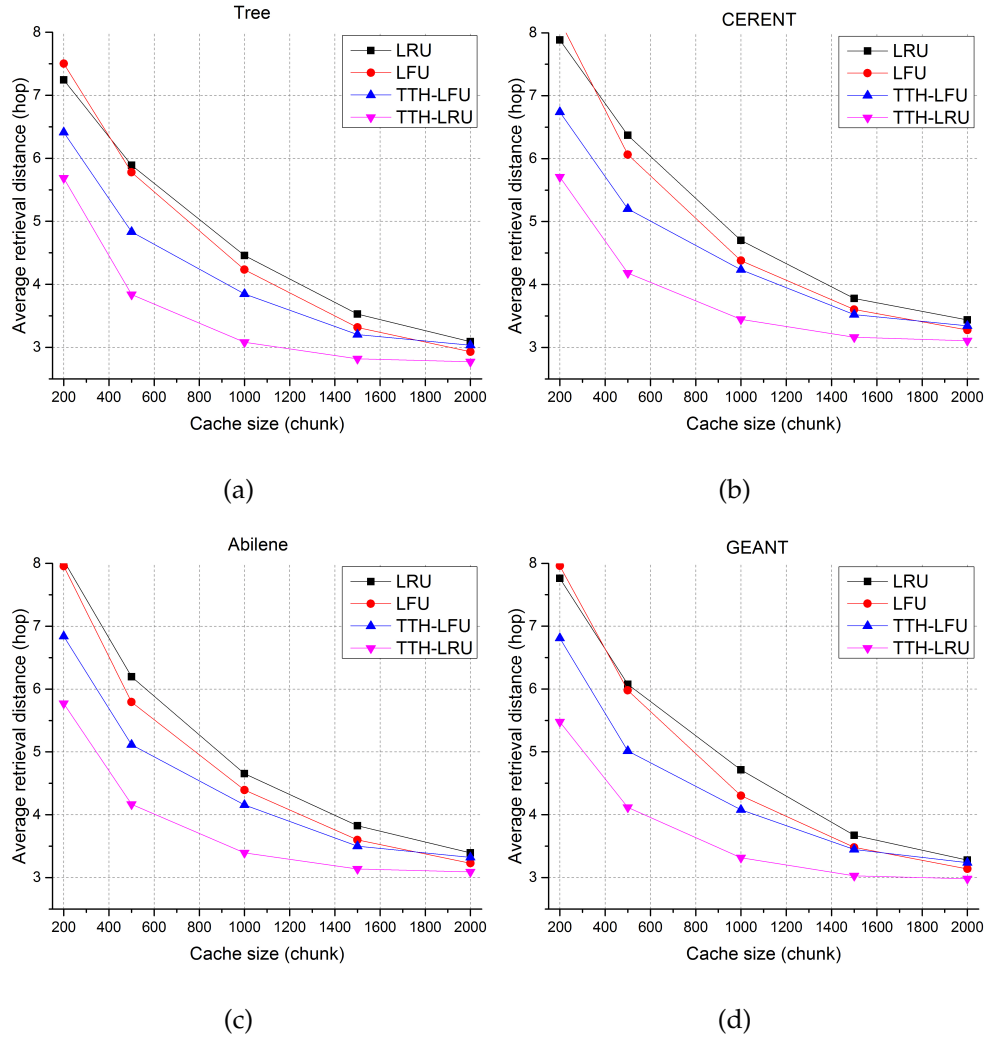 Tree
8
7
6
5
4
3
Average retrieval distance (hop)
LRU
LFU
TTH-LFU
TTH-LRU
200 400 600 800 1000 1200 1400 1600 1800 2000
Cache size (chunk)
(a)
CERENT
8
7
6
5
4
3
Average retrieval distance (hop)
LRU
LFU
TTH-LFU
TTH-LRU
200 400 600 800 1000 1200 1400 1600 1800 2000
Cache size (chunk)
(b)
Abilene
8
7
6
5
4
3
Average retrieval distance (hop)
LRU
LFU
TTH-LFU
TTH-LRU
200 400 600 800 1000 1200 1400 1600 1800 2000
Cache size (chunk)
(c)
GEANT
8
7
6
5
4
3
Average retrieval distance (hop)
LRU
LFU
TTH-LFU
TTH-LRU
200 400 600 800 1000 1200 1400 1600 1800 2000
Cache size (chunk)
(d)